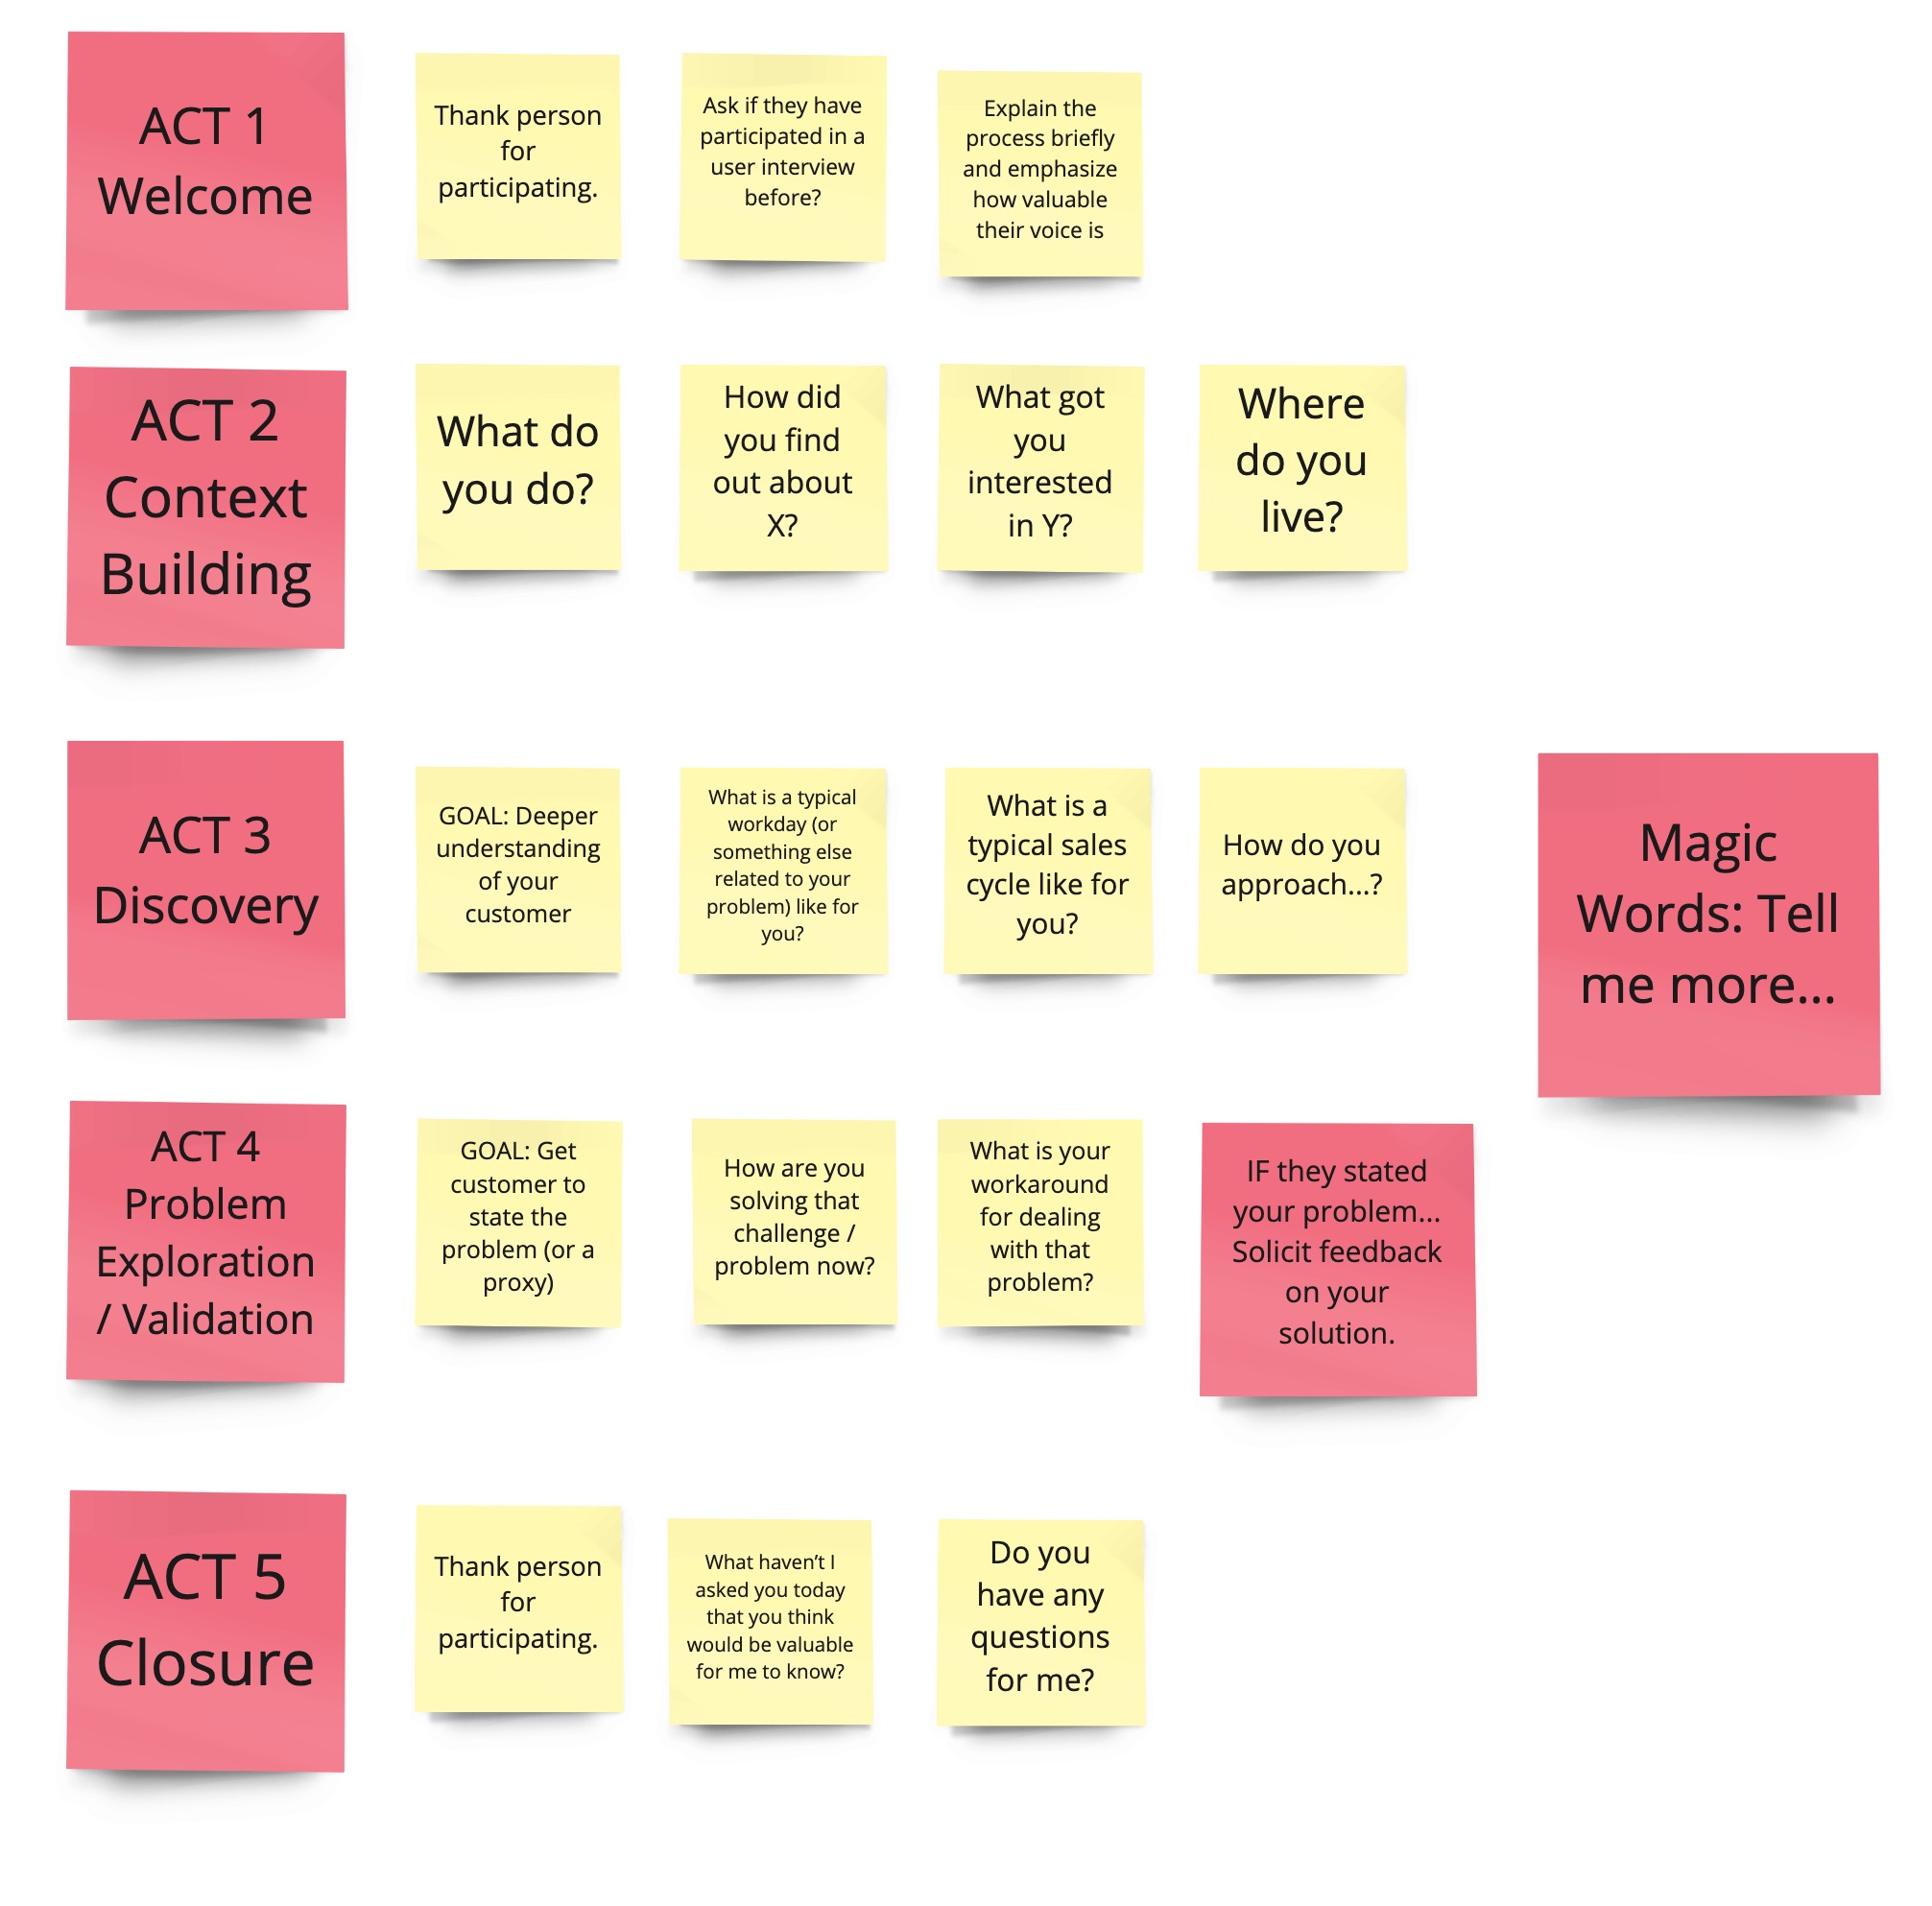 ACT 1
Welcome
Thank person
for
participating.
Ask if they have
participated in a
user interview
before?
Explain the
process briefly
and emphasize
how valuable
their voice is
ACT 2
Context
Building
What do
you do?
How did
you find
out about
X?
What got
you
interested
in Y?
Where
do you
live?
ACT 3
Discovery
GOAL: Deeper
understanding
of your
customer
What is a typical
workday (or
something else
related to your
problem) like for
you?
What is a
typical sales
cycle like for
you?
How do you
approach...?
Magic
Words: Tell
me more...
ACT 4
Problem
Exploration
/ Validation
GOAL: Get
customer to
state the
problem (or a
proxy)
How are you
solving that
challenge /
problem now?
What is your
workaround
for dealing
with that
problem?
IF they stated
your problem...
Solicit feedback
on your
solution.
ACT 5
Closure
Thank person
for
participating.
What haven’t I
asked you today
that you think
would be valuable
for me to know?
Do you
have any
questions
for me?